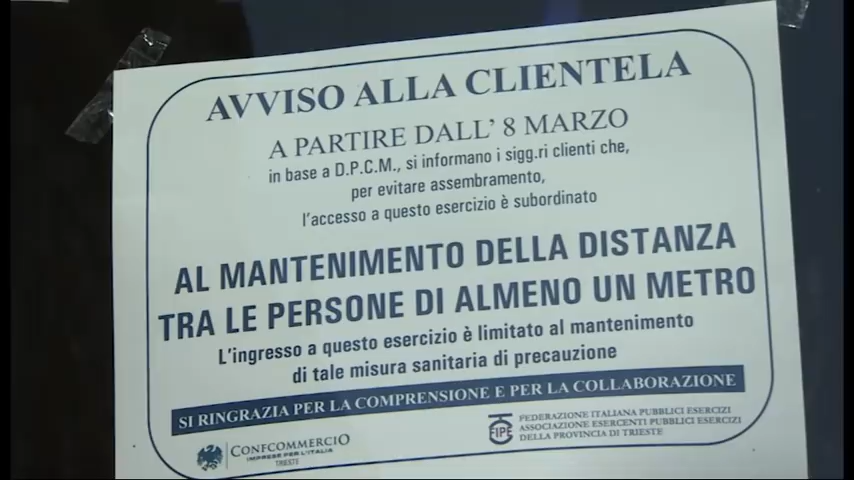 AVVISO ALLA CLIENTELA
A PARTIRE DALL' 8 MARZO
in base a D.P.C.M., si informano i sigg.ri clienti che,
per evitare assembramento,
l'accesso a questo esercizio è subordinato
AL MANTENIMENTO DELLA DISTANZA
TRA LE PERSONE DI ALMENO UN METRO
L'ingresso a questo esercizio è limitato al mantenimento
di tale misura sanitaria di precauzione
SI RINGRAZIA PER LA COMPRENSIONE E PER LA COLLABORAZIONE
CONFCOMMERCIO
IMPRESE PER L'ITALIA
TRIESTE
FIPE
FEDERAZIONE ITALIANA PUBBLICI ESERCIZI
ASSOCIAZIONE ESERCENTI PUBBLICI ESERCIZI
DELLA PROVINCIA DI TRIESTE